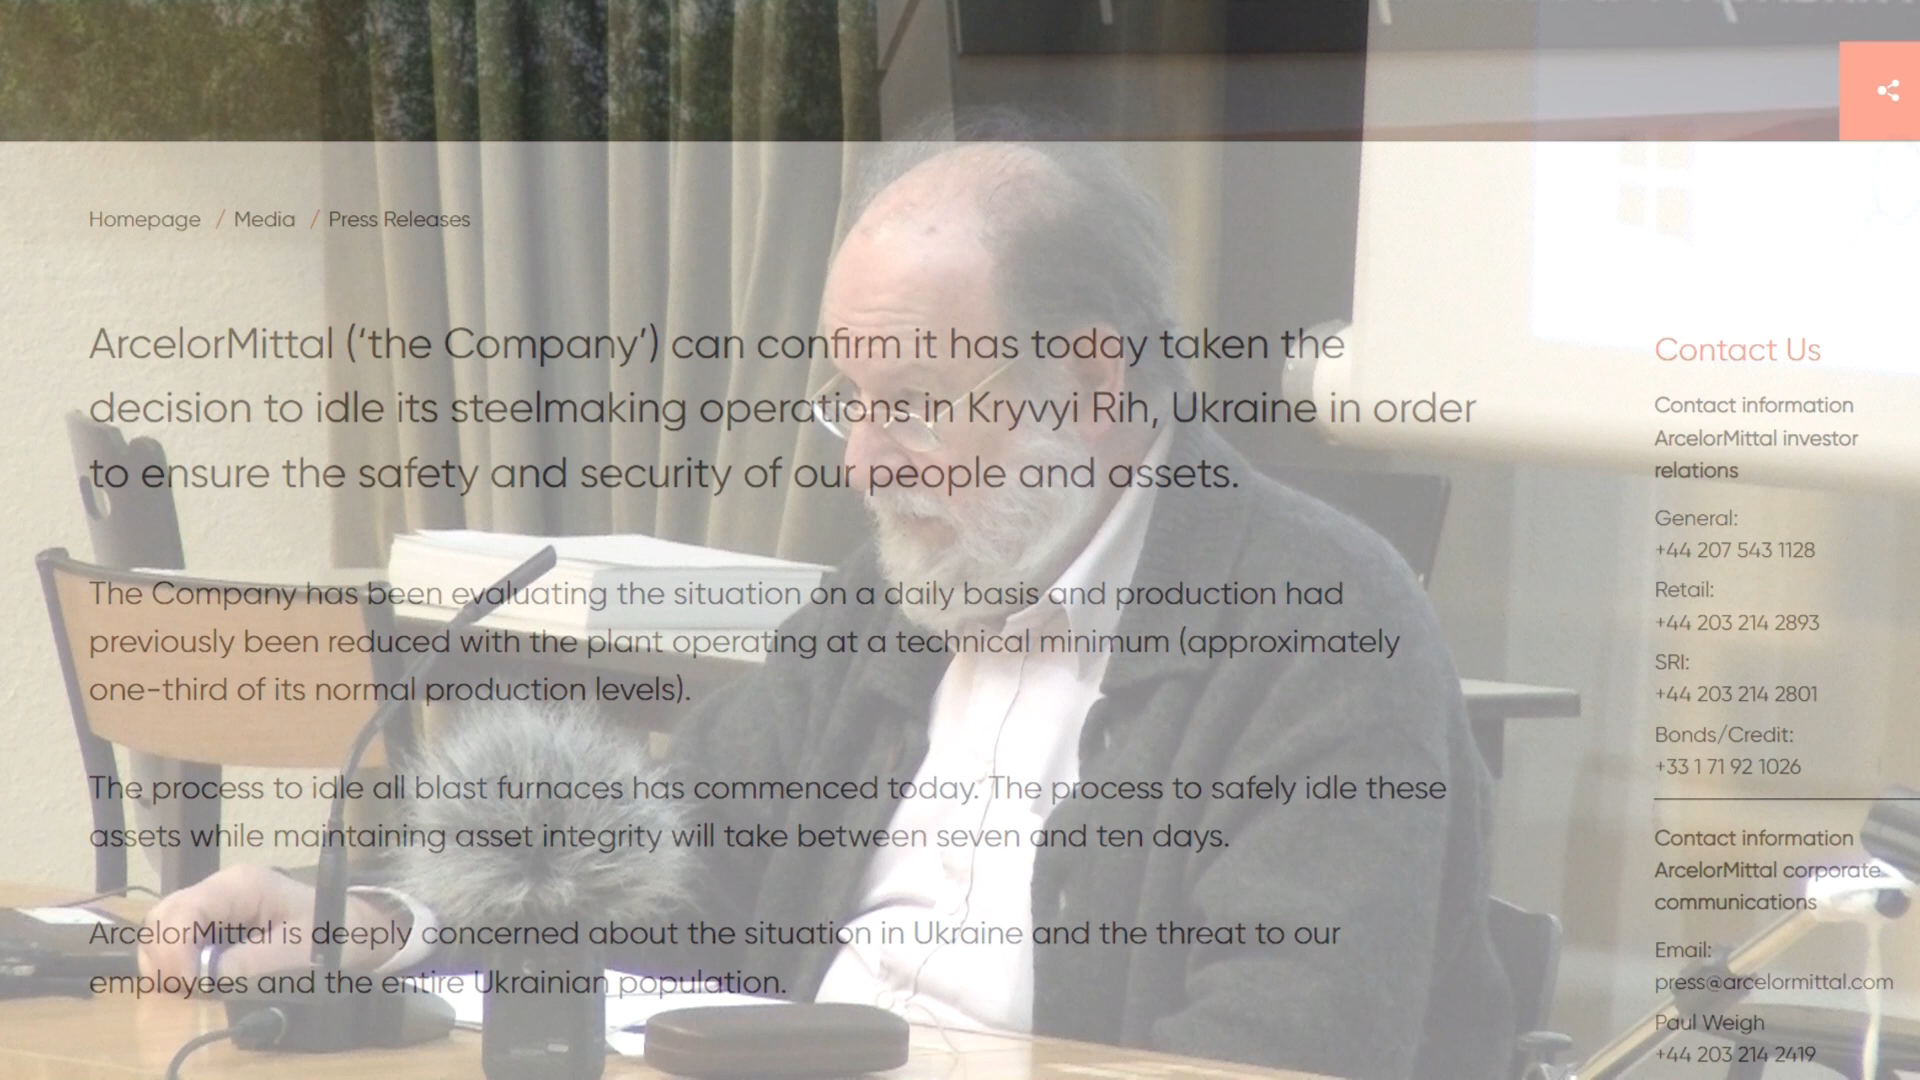 Homepage / Media / Press Releases
ArcelorMittal (‘the Company’) can confirm it has today taken the
decision to idle its steelmaking operations in Kryvyi Rih, Ukraine in order
to ensure the safety and security of our people and assets.
The Company has been evaluating the situation on a daily basis and production had
previously been reduced with the plant operating at a technical minimum (approximately
one-third of its normal production levels).
The process to idle all blast furnaces has commenced today. The process to safely idle these
assets while maintaining asset integrity will take between seven and ten days.
ArcelorMittal is deeply concerned about the situation in Ukraine and the threat to our
employees and the entire Ukrainian population.
Contact Us
Contact information
ArcelorMittal investor
relations
General:
+44 207 543 1128
Retail:
+44 203 214 2893
SRI:
+44 203 214 2801
Bonds/Credit:
+33 1 71 92 1026
Contact information
ArcelorMittal corporate
communications
Email:
press@arcelormittal.com
Paul Weigh
+44 203 214 2419